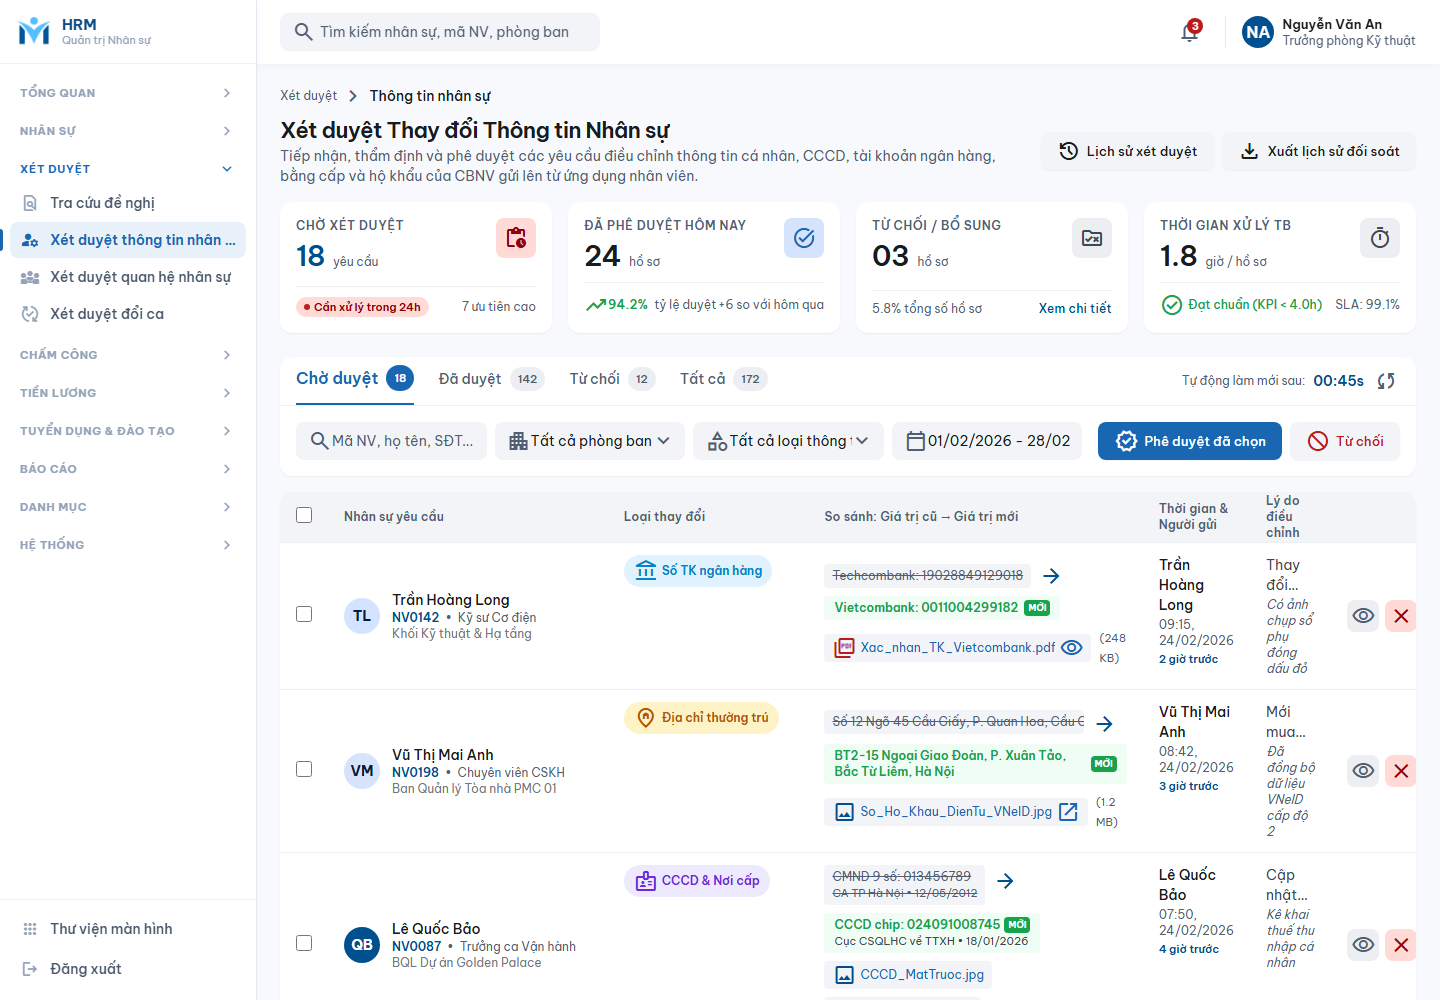 HRM
Quản trị Nhân sự
Tìm kiếm nhân sự, mã NV, phòng ban
3
NA
Nguyễn Văn An
Trưởng phòng Kỹ thuật
TỔNG QUAN
NHÂN SỰ
XÉT DUYỆT
Tra cứu đề nghị
Xét duyệt thông tin nhân ...
Xét duyệt quan hệ nhân sự
Xét duyệt đổi ca
CHẤM CÔNG
TIỀN LƯƠNG
TUYỂN DỤNG & ĐÀO TẠO
BÁO CÁO
DANH MỤC
HỆ THỐNG
Thư viện màn hình
Đăng xuất
Xét duyệt
Thông tin nhân sự
Xét duyệt Thay đổi Thông tin Nhân sự
Tiếp nhận, thẩm định và phê duyệt các yêu cầu điều chỉnh thông tin cá nhân, CCCD, tài khoản ngân hàng,
bằng cấp và hộ khẩu của CBNV gửi lên từ ứng dụng nhân viên.
Lịch sử xét duyệt
Xuất lịch sử đối soát
CHỜ XÉT DUYỆT
18 yêu cầu
Cần xử lý trong 24h
7 ưu tiên cao
ĐÃ PHÊ DUYỆT HÔM NAY
24 hồ sơ
94.2% tỷ lệ duyệt +6 so với hôm qua
TỪ CHỐI / BỔ SUNG
03 hồ sơ
5.8% tổng số hồ sơ
Xem chi tiết
THỜI GIAN XỬ LÝ TB
1.8 giờ / hồ sơ
Đạt chuẩn (KPI < 4.0h)
SLA: 99.1%
Chờ duyệt 18
Đã duyệt 142
Từ chối 12
Tất cả 172
Tự động làm mới sau: 00:45s
Mã NV, họ tên, SĐT...
Tất cả phòng ban
Tất cả loại thông t
01/02/2026 - 28/02
Phê duyệt đã chọn
Từ chối
Nhân sự yêu cầu
Loại thay đổi
So sánh: Giá trị cũ → Giá trị mới
Thời gian &
Người gửi
Lý do
điều
chỉnh
TL
Trần Hoàng Long
NV0142 • Kỹ sư Cơ điện
Khối Kỹ thuật & Hạ tầng
Số TK ngân hàng
Techcombank: 19028849129018
Vietcombank: 0011004299182 MỚI
PDF
Xac_nhan_TK_Vietcombank.pdf
(248
KB)
Trần
Hoàng
Long
09:15,
24/02/2026
2 giờ trước
Thay
đổi...
Có ảnh
chụp sổ
phụ
đóng
dấu đỏ
VM
Vũ Thị Mai Anh
NV0198 • Chuyên viên CSKH
Ban Quản lý Tòa nhà PMC 01
Địa chỉ thường trú
Số 12 Ngõ 45 Cầu Giấy, P. Quan Hoa, Cầu G
BT2-15 Ngoại Giao Đoàn, P. Xuân Tảo,
Bắc Từ Liêm, Hà Nội
MỚI
So_Ho_Khau_DienTu_VNeID.jpg
(1.2
MB)
Vũ Thị Mai
Anh
08:42,
24/02/2026
3 giờ trước
Mới
mua...
Đã
đồng bộ
dữ liệu
VNeID
cấp độ
2
QB
Lê Quốc Bảo
NV0087 • Trưởng ca Vận hành
BQL Dự án Golden Palace
CCCD & Nơi cấp
CMND 9 số: 013456789
CA TP Hà Nội • 12/05/2012
CCCD chip: 024091008745 MỚI
Cục CSQLHC về TTXH • 18/01/2026
CCCD_MatTruoc.jpg
Lê Quốc
Bảo
07:50,
24/02/2026
4 giờ trước
Cập
nhật...
Kê khai
thuế thu
nhập cá
nhân